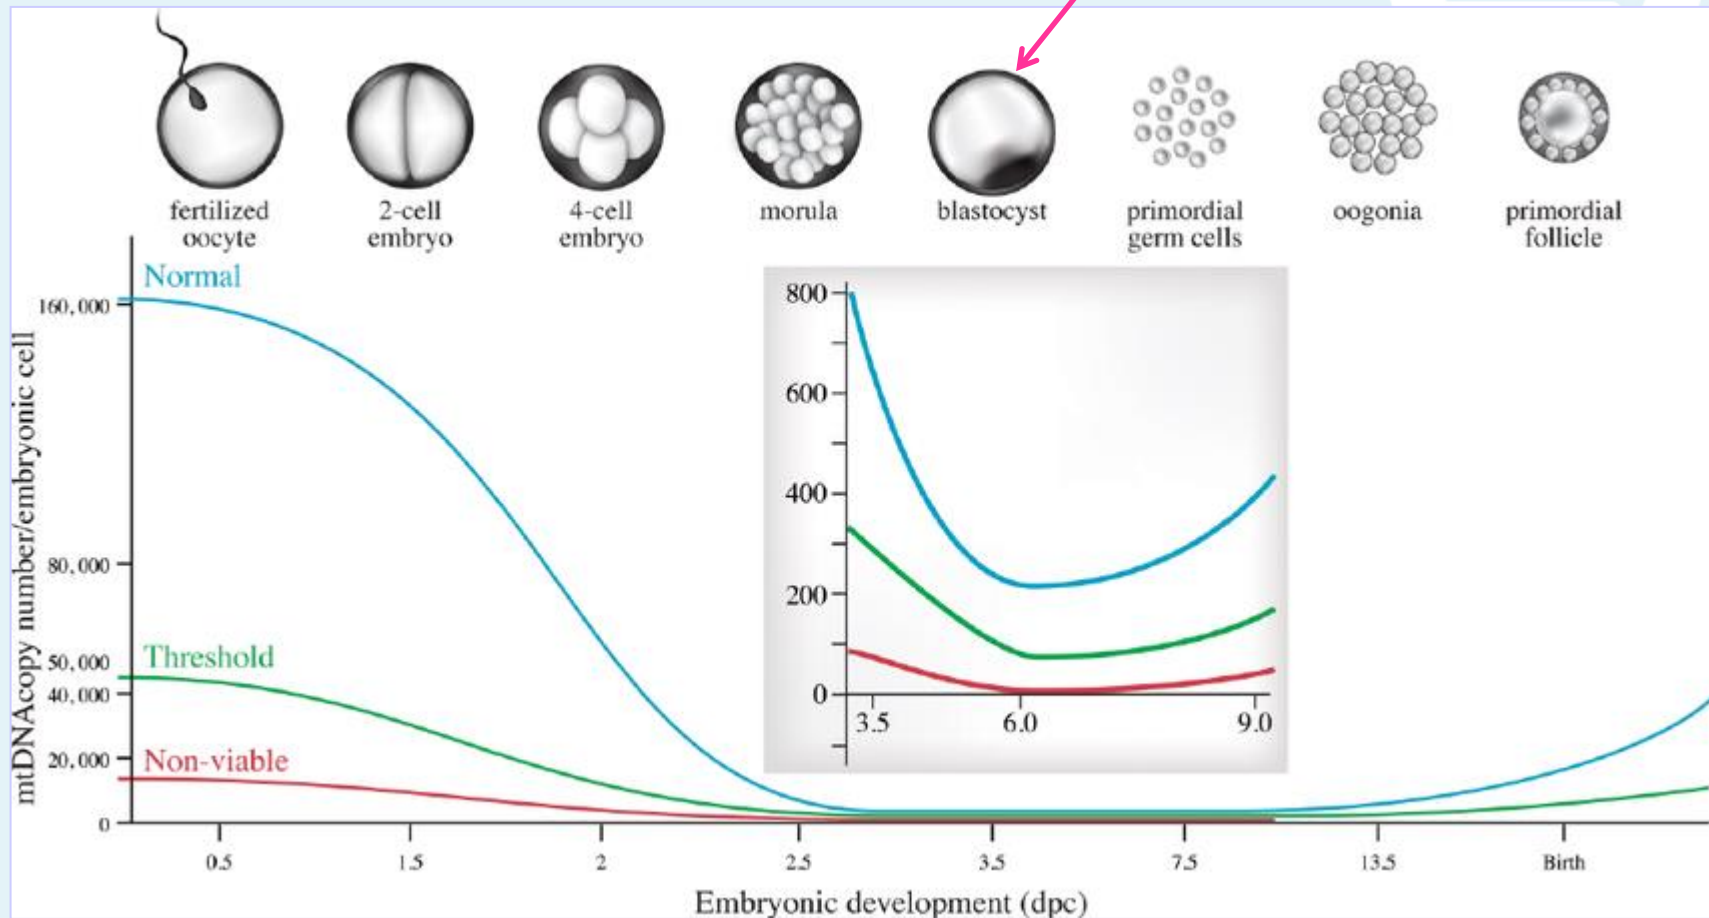 fertilized
oocyte
2-cell
embryo
4-cell
embryo
morula
blastocyst
primordial
germ cells
oogonia
primordial
follicle
mtDNAcopy number/embryonic cell
160,000
80,000
50,000
40,000
20,000
0
Normal
Threshold
Non-viable
800
600
400
200
0
3.5
6.0
9.0
0.5
1.5
2
2.5
3.5
7.5
13.5
Birth
Embryonic development (dpc)